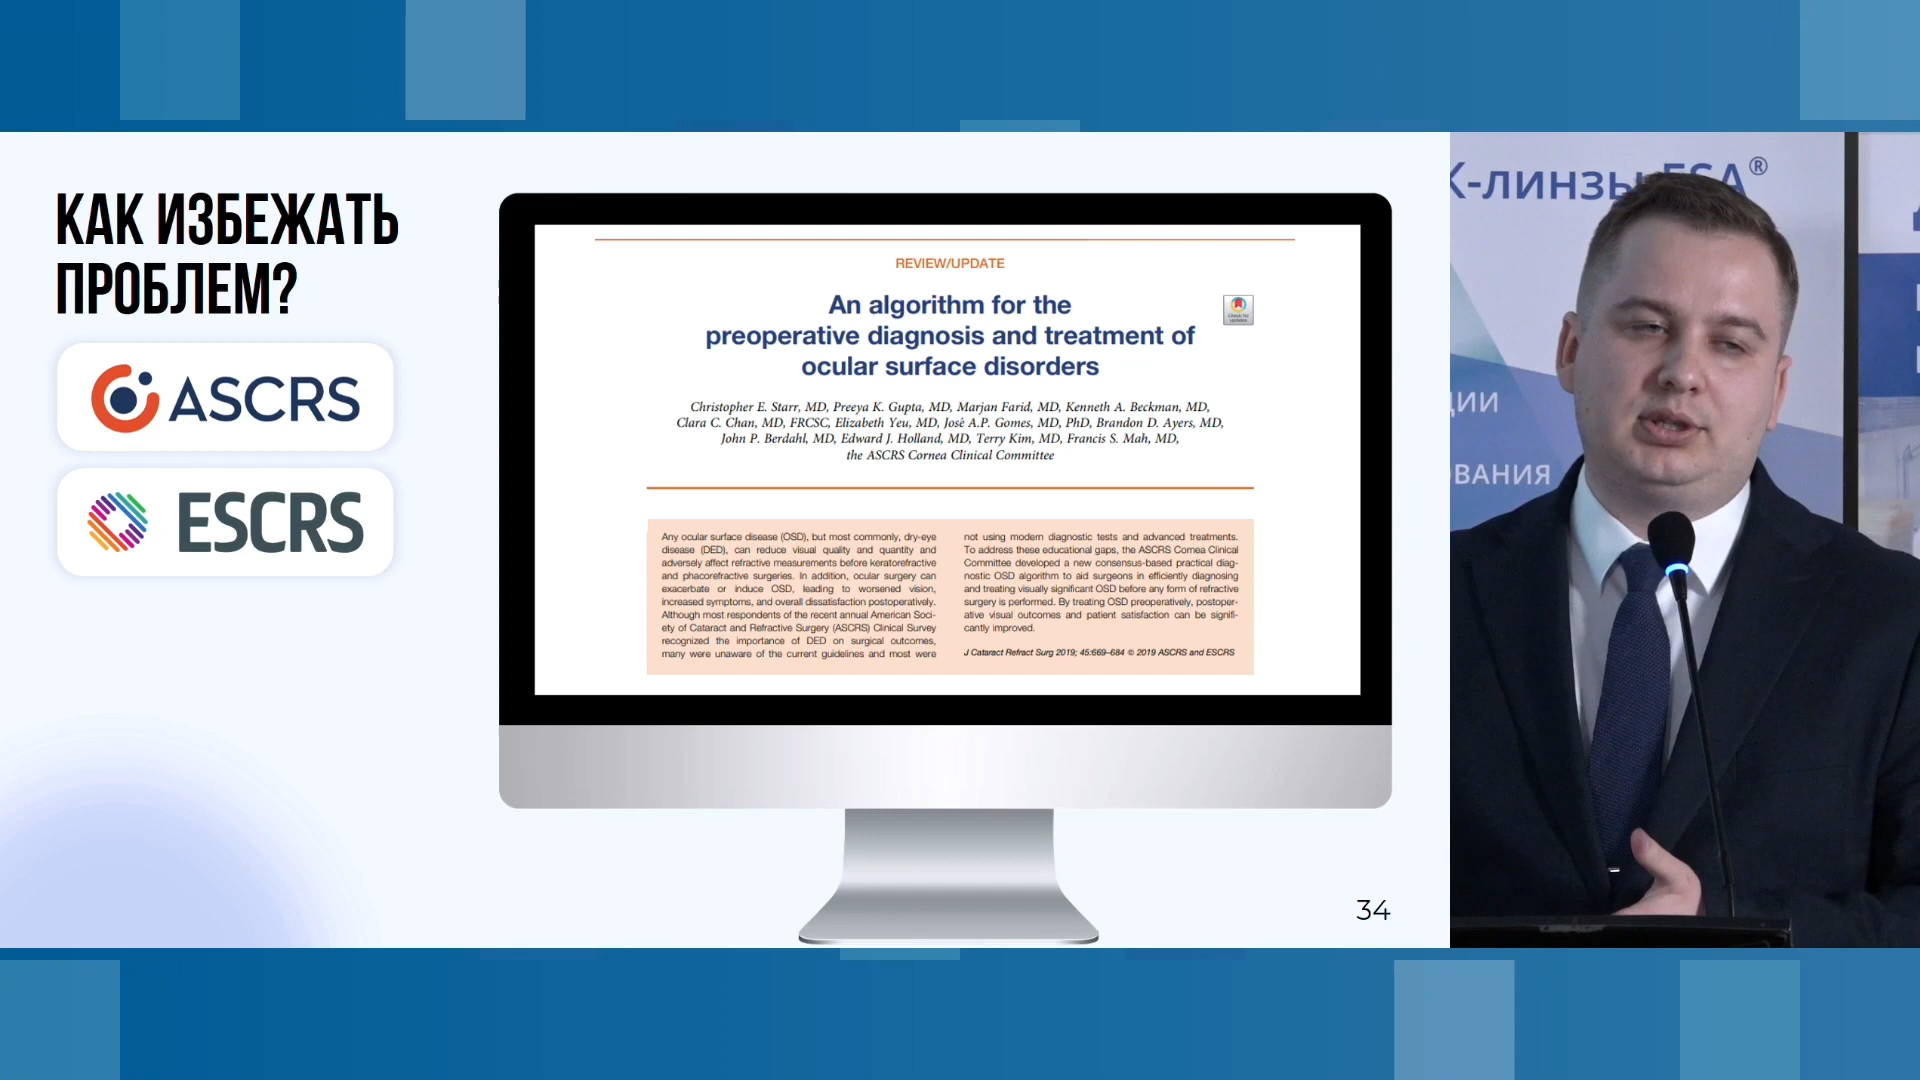 КАК ИЗБЕЖАТЬ
ПРОБЛЕМ?
ASCRS
ESCRS
REVIEW/UPDATE
An algorithm for the
preoperative diagnosis and treatment of
ocular surface disorders
Christopher E. Starr, MD, Preeya K. Gupta, MD, Marjan Farid, MD, Kenneth A. Beckman, MD,
Clara C. Chan, MD, FRCSC, Elizabeth Yeu, MD, José A.P. Gomes, MD, PhD, Brandon D. Ayers, MD,
John P. Berdahl, MD, Edward J. Holland, MD, Terry Kim, MD, Francis S. Mah, MD,
the ASCRS Cornea Clinical Committee
Any ocular surface disease (OSD), but most commonly, dry-eye
disease (DED), can reduce visual quality and quantity and
adversely affect refractive measurements before keratorefractive
and phacorefractive surgeries. In addition, ocular surgery can
exacerbate or induce OSD, leading to worsened vision,
increased symptoms, and overall dissatisfaction postoperatively.
Although most respondents of the recent annual American Soci-
ety of Cataract and Refractive Surgery (ASCRS) Clinical Survey
recognized the importance of DED on surgical outcomes,
many were unaware of the current guidelines and most were
not using modern diagnostic tests and advanced treatments.
To address these educational gaps, the ASCRS Cornea Clinical
Committee developed a new consensus-based practical diag-
nostic OSD algorithm to aid surgeons in efficiently diagnosing
and treating visually significant OSD before any form of refractive
surgery is performed. By treating OSD preoperatively, postoper-
ative visual outcomes and patient satisfaction can be signifi-
cantly improved.
J Cataract Refract Surg 2019; 45:669–684 © 2019 ASCRS and ESCRS
Check for
updates
34
К-линзы ESA®
ЦИИ
ОВАНИЯ